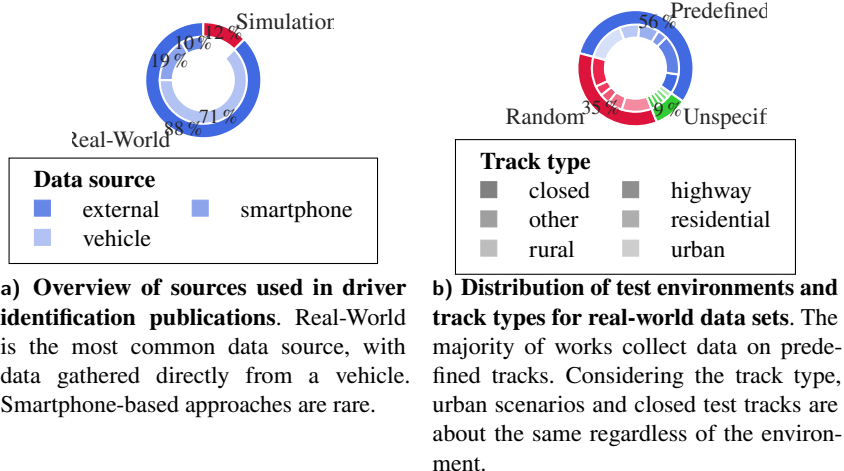 Simulation
12 %
10 %
19 %
71 %
88 %
Real-World
Data source
external
smartphone
vehicle
a) Overview of sources used in driver
identification publications. Real-World
is the most common data source, with
data gathered directly from a vehicle.
Smartphone-based approaches are rare.
Predefined
56 %
Random
35 %
9 %
Unspecifi
Track type
closed
highway
other
residential
rural
urban
b) Distribution of test environments and
track types for real-world data sets. The
majority of works collect data on prede-
fined tracks. Considering the track type,
urban scenarios and closed test tracks are
about the same regardless of the environ-
ment.